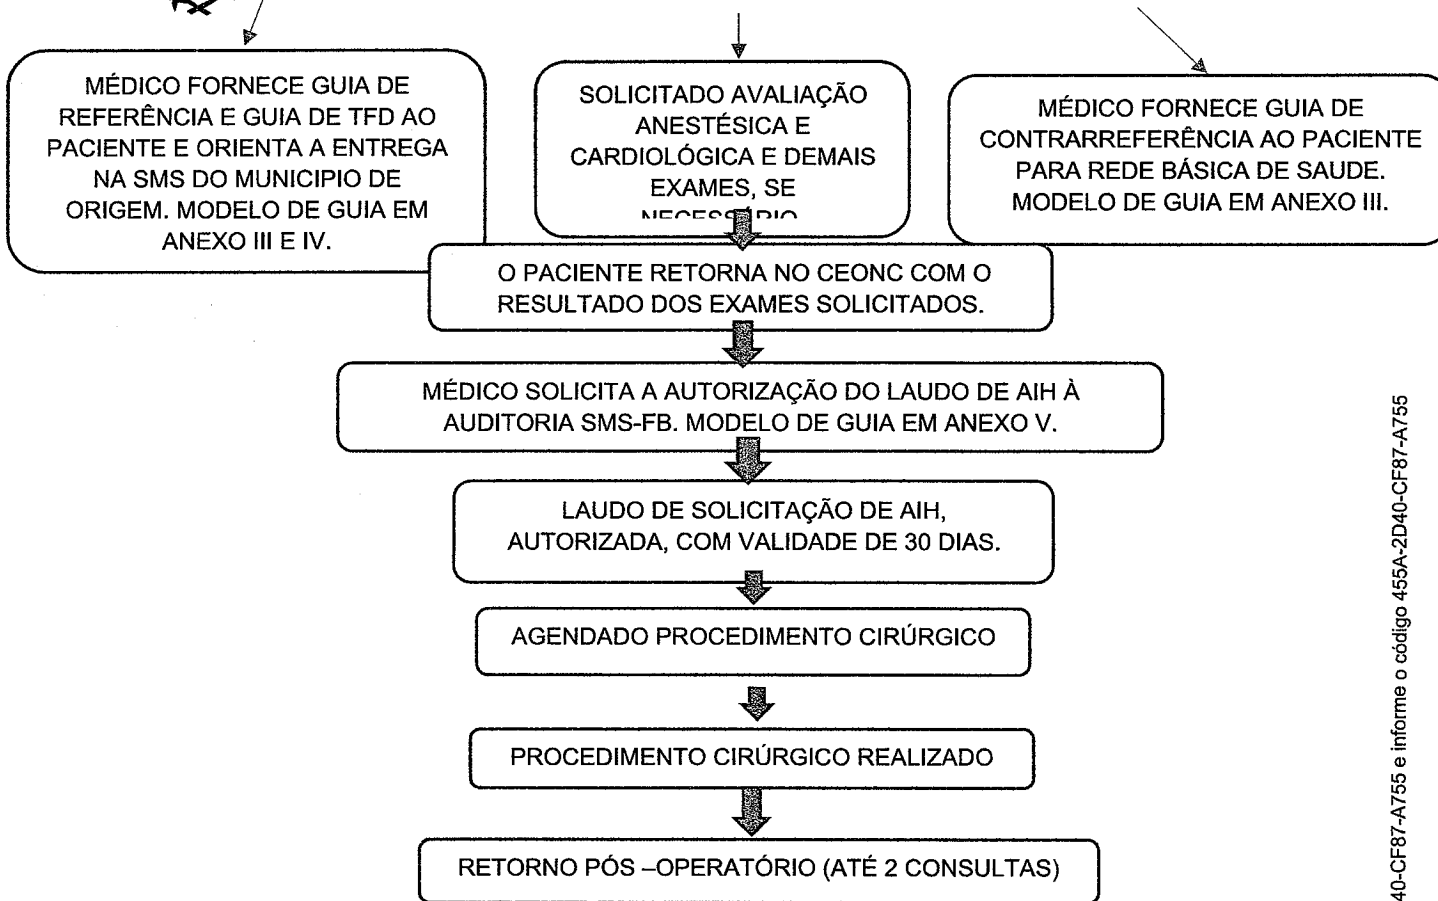 MÉDICO FORNECE GUIA DE
REFERÊNCIA E GUIA DE TFD AO
PACIENTE E ORIENTA A ENTREGA
NA SMS DO MUNICIPIO DE
ORIGEM. MODELO DE GUIA EM
ANEXO III E IV.
SOLICITADO AVALIAÇÃO
ANESTÉSICA E
CARDIOLÓGICA E DEMAIS
EXAMES, SE
MÉDICO FORNECE GUIA DE
CONTRARREFERÊNCIA AO PACIENTE
PARA REDE BÁSICA DE SAUDE.
MODELO DE GUIA EM ANEXO III.
O PACIENTE RETORNA NO CEONC COM O
RESULTADO DOS EXAMES SOLICITADOS.
MÉDICO SOLICITA A AUTORIZAÇÃO DO LAUDO DE AIH À
AUDITORIA SMS-FB. MODELO DE GUIA EM ANEXO V.
LAUDO DE SOLICITAÇÃO DE AIH,
AUTORIZADA, COM VALIDADE DE 30 DIAS.
AGENDADO PROCEDIMENTO CIRÚRGICO
PROCEDIMENTO CIRÚRGICO REALIZADO
RETORNO PÓS –OPERATÓRIO (ATÉ 2 CONSULTAS)
40-CF87-A755 e informe o código 455A-2D40-CF87-A755